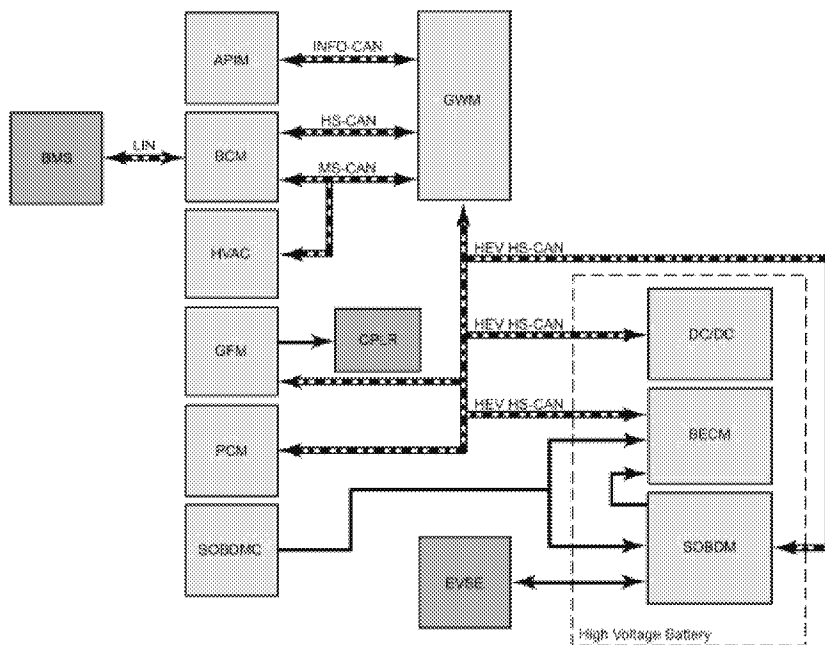 APIM
INFO-CAN
GWM
BMS
LIN
BCM
HS-CAN
MS-CAN
HVAC
HEV HS-CAN
GFM
CPLR
HEV HS-CAN
DC/DC
HEV HS-CAN
BECM
PCM
SOBDMC
SOBDM
EVSE
High Voltage Battery